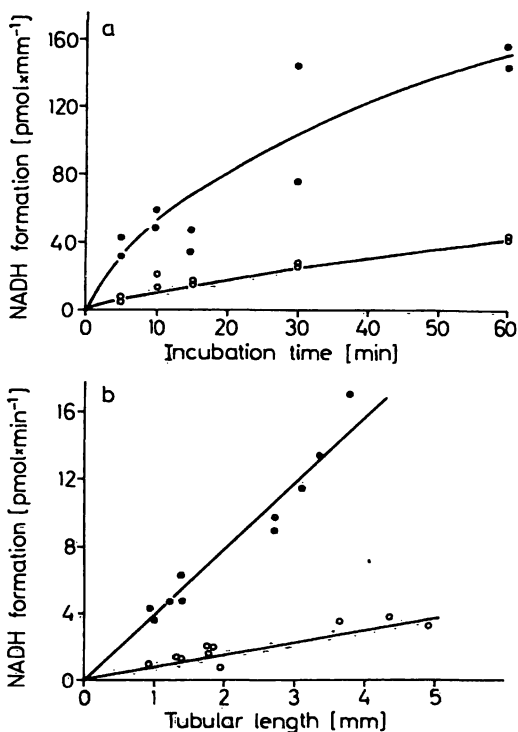 a
NADH formation [pmol×mm⁻¹]
160
120
80
40
0
0 10 20 30 40 50 60
Incubation time [min]
b
NADH formation [pmol×min⁻¹]
16
12
8
4
0
0 1 2 3 4 5
Tubular length [mm]